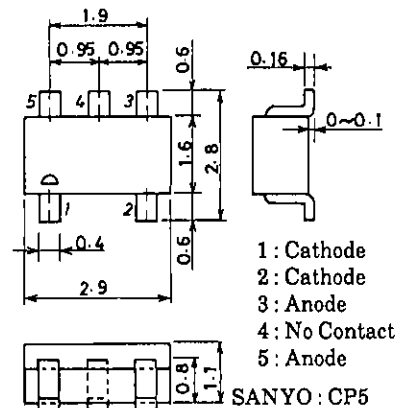 1.9
0.95 0.95
0.16
0.6
5 4 3
0~0.1
1.6
2.8
1 2
0.6
0.4
2.9
1 : Cathode
2 : Cathode
3 : Anode
4 : No Contact
5 : Anode
0.8
1.1
SANYO : CP5